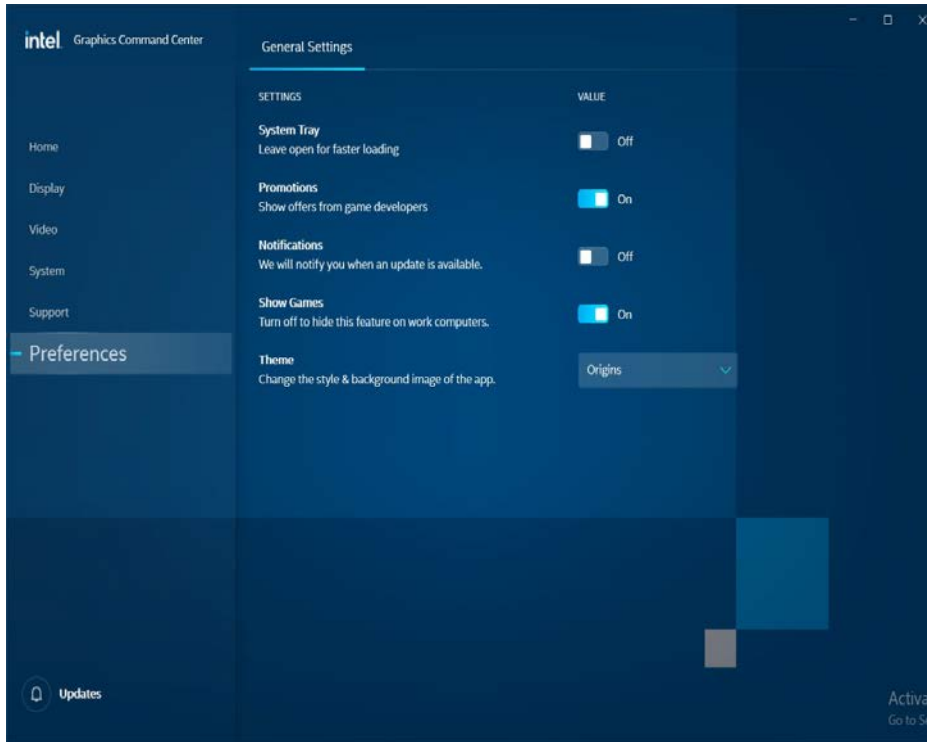 intel. Graphics Command Center
General Settings
SETTINGS VALUE
System Tray
Leave open for faster loading
Off
Promotions
Show offers from game developers
On
Notifications
We will notify you when an update is available.
Off
Show Games
Turn off to hide this feature on work computers.
On
Theme
Change the style & background image of the app.
Origins
Home
Display
Video
System
Support
Preferences
Updates
Activa
Go to S